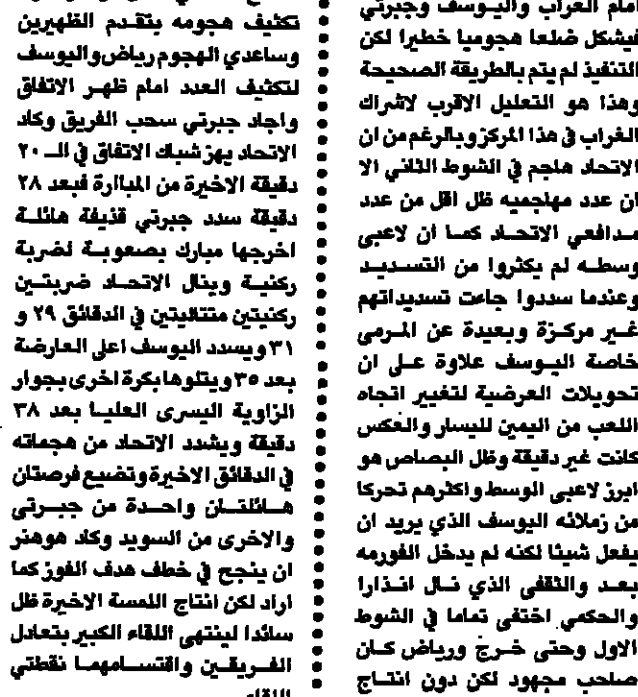 امام الغراب واليوسف وجبرتي
فيشكل ضلعا هجوميا خطيرا لكن
التنفيذ لم يتم بالطريقة الصحيحة
وهذا هو التعليل الاقرب لاشراك
الغراب في هذا المركز وبالرغم من ان
الاتحاد هاجم في الشوط الثاني الا
ان عدد مهاجميه ظل اقل من عدد
مدافعي الاتحاد كما ان لاعبى
وسطه لم يكثروا من التسديد
وعندما سددوا جاءت تسديداتهم
غير مركزة وبعيدة عن المرمى
خاصة اليوسف علاوة على ان
تحويلات العرضية لتغيير اتجاه
اللعب من اليمين لليسار والعكس
كانت غير دقيقة وظل البصاص هو
ابرز لاعبى الوسط واكثرهم تحركا
من زملائه اليوسف الذي يريد ان
يفعل شيئا لكنه لم يدخل الفورمه
بعد والثقفى الذي نال انذارا
والحكمي اختفى تماما في الشوط
الاول وحتى خرج ورياض كان
صاحب مجهود لكن دون انتاج
تكثيف هجومه بتقدم الظهيرين
وساعدي الهجوم رياض واليوسف
لتكثيف العدد امام ظهر الاتفاق
واجاد جبرتي سحب الفريق وكاد
الاتحاد يهز شباك الاتفاق في الـ ٢٠
دقيقة الاخيرة من المباارة فبعد ٢٨
دقيقة سدد جبرتي قذيفة هائلة
اخرجها مبارك بصعوبة لضربة
ركنية وينال الاتحاد ضربتين
ركنيتين متتاليتين في الدقائق ٢٩ و
٣١ ويسدد اليوسف اعلى العارضة
بعد ٣٥ ويتلوها بكرة اخرى بجوار
الزاوية اليسرى العليا بعد ٣٨
دقيقة ويشدد الاتحاد من هجماته
في الدقائق الاخيرة وتضيع فرصتان
هائلتان واحدة من جبرتى
والاخرى من السويد وكاد هوهنر
ان ينجح في خطف هدف الفوز كما
اراد لكن انتاج اللمسة الاخيرة ظل
سائدا لينتهى اللقاء الكبير بتعادل
الفريقين واقتسامهما نقطتي
اللقاء